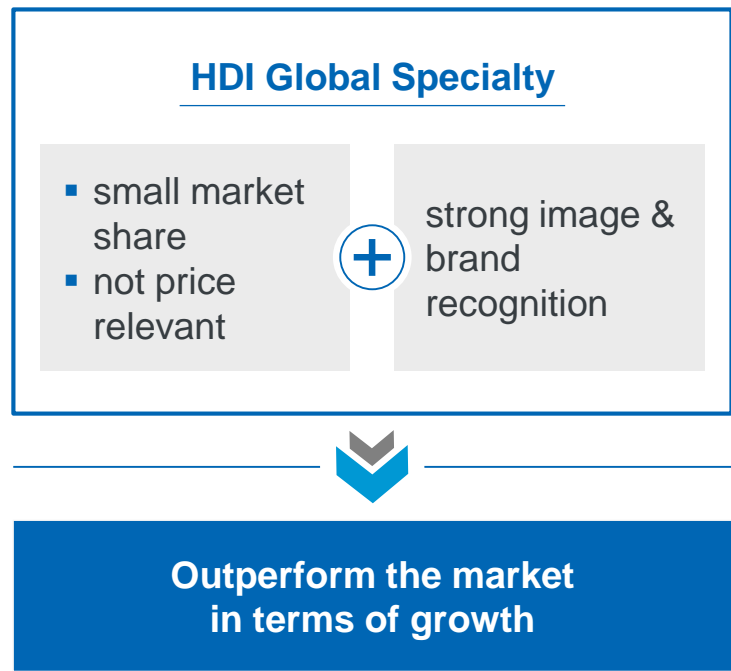 HDI Global Specialty
▪ small market
share
▪ not price
relevant
+
strong image &
brand
recognition
Outperform the market
in terms of growth